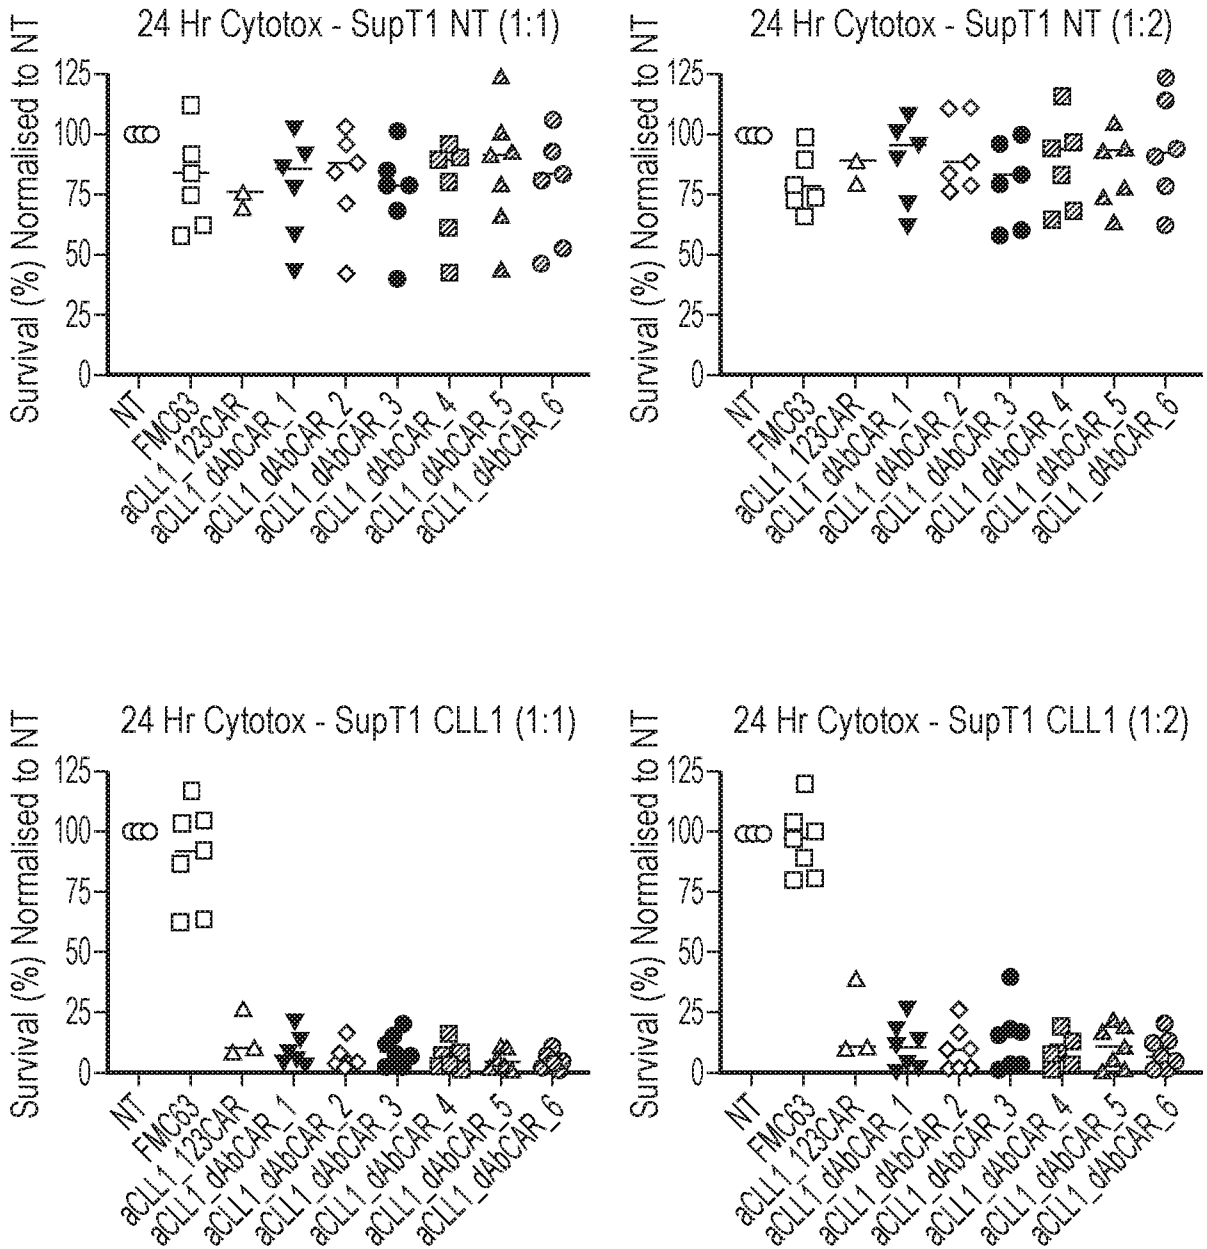 24 Hr Cytotox - SupT1 NT (1:1)
Survival (%) Normalised to NT
125
100
75
50
25
0
NT
FMC63
aCLL1_123CAR
aCLL1_dAbCAR_1
aCLL1_dAbCAR_2
aCLL1_dAbCAR_3
aCLL1_dAbCAR_4
aCLL1_dAbCAR_5
aCLL1_dAbCAR_6
24 Hr Cytotox - SupT1 NT (1:2)
Survival (%) Normalised to NT
125
100
75
50
25
0
NT
FMC63
aCLL1_123CAR
aCLL1_dAbCAR_1
aCLL1_dAbCAR_2
aCLL1_dAbCAR_3
aCLL1_dAbCAR_4
aCLL1_dAbCAR_5
aCLL1_dAbCAR_6
24 Hr Cytotox - SupT1 CLL1 (1:1)
Survival (%) Normalised to NT
125
100
75
50
25
0
NT
FMC63
aCLL1_123CAR
aCLL1_dAbCAR_1
aCLL1_dAbCAR_2
aCLL1_dAbCAR_3
aCLL1_dAbCAR_4
aCLL1_dAbCAR_5
aCLL1_dAbCAR_6
24 Hr Cytotox - SupT1 CLL1 (1:2)
Survival (%) Normalised to NT
125
100
75
50
25
0
NT
FMC63
aCLL1_123CAR
aCLL1_dAbCAR_1
aCLL1_dAbCAR_2
aCLL1_dAbCAR_3
aCLL1_dAbCAR_4
aCLL1_dAbCAR_5
aCLL1_dAbCAR_6